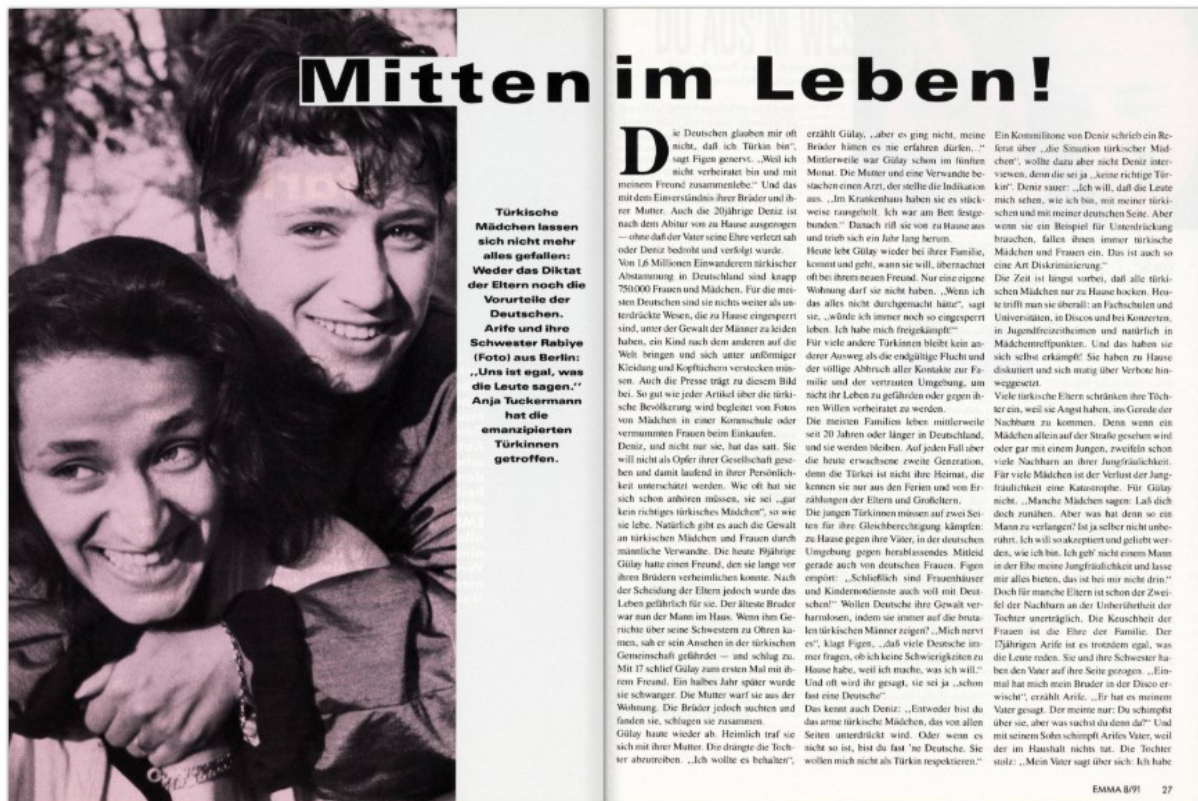 Mitten im Leben!
Türkische
Mädchen lassen
sich nicht mehr
alles gefallen:
Weder das Diktat
der Eltern noch die
Vorurteile der
Deutschen.
Arife und ihre
Schwester Rabiye
(Foto) aus Berlin:
„Uns ist egal, was
die Leute sagen.”
Anja Tuckermann
hat die
emanzipierten
Türkinnen
getroffen.
Die Deutschen glauben mir oft
nicht, daß ich Türkin bin”,
sagt Figen genervt. „Weil ich
nicht verheiratet bin und mit
meinem Freund zusammenlebe.” Und das
mit dem Einverständnis ihrer Brüder und ih-
rer Mutter. Auch die 20jährige Deniz ist
nach dem Abitur von zu Hause ausgezogen
— ohne daß der Vater seine Ehre verletzt sah
oder Deniz bedroht und verfolgt wurde.
Von 1,6 Millionen Einwanderern türkischer
Abstammung in Deutschland sind knapp
750.000 Frauen und Mädchen. Für die mei-
sten Deutschen sind sie nichts weiter als un-
terdrückte Wesen, die zu Hause eingesperrt
sind, unter der Gewalt der Männer zu leiden
haben, ein Kind nach dem anderen auf die
Welt bringen und sich unter unförmiger
Kleidung und Kopftüchern verstecken müs-
sen. Auch die Presse trägt zu diesem Bild
bei. So gut wie jeder Artikel über die türki-
sche Bevölkerung wird begleitet von Fotos
von Mädchen in einer Koranschule oder
vermummten Frauen beim Einkaufen.
Deniz, und nicht nur sie, hat das satt. Sie
will nicht als Opfer ihrer Gesellschaft gese-
hen und damit laufend in ihrer Persönlich-
keit unterschätzt werden. Wie oft hat sie
sich schon anhören müssen, sie sei „gar
kein richtiges türkisches Mädchen”, so wie
sie lebe. Natürlich gibt es auch die Gewalt
an türkischen Mädchen und Frauen durch
männliche Verwandte. Die heute 19jährige
Gülay hatte einen Freund, den sie lange vor
ihren Brüdern verheimlichen konnte. Nach
der Scheidung der Eltern jedoch wurde das
Leben gefährlich für sie. Der älteste Bruder
war nun der Mann im Haus. Wenn ihm Ge-
rüchte über seine Schwestern zu Ohren ka-
men, sah er sein Ansehen in der türkischen
Gemeinschaft gefährdet — und schlug zu.
Mit 17 schlief Gülay zum ersten Mal mit ih-
rem Freund. Ein halbes Jahr später wurde
sie schwanger. Die Mutter warf sie aus der
Wohnung. Die Brüder jedoch suchten und
fanden sie, schlugen sie zusammen.
Gülay haute wieder ab. Heimlich traf sie
sich mit ihrer Mutter. Die drängte die Toch-
ter abzutreiben. „Ich wollte es behalten”,
erzählt Gülay, „aber es ging nicht, meine
Brüder hätten es nie erfahren dürfen...”
Mittlerweile war Gülay schon im fünften
Monat. Die Mutter und eine Verwandte be-
stachen einen Arzt, der stellte die Indikation
aus. „Im Krankenhaus haben sie es stück-
weise rausgeholt. Ich war am Bett festge-
bunden.” Danach riß sie von zu Hause aus
und trieb sich ein Jahr lang herum.
Heute lebt Gülay wieder bei ihrer Familie,
kommt und geht, wann sie will, übernachtet
oft bei ihrem neuen Freund. Nur eine eigene
Wohnung darf sie nicht haben. „Wenn ich
das alles nicht durchgemacht hätte”, sagt
sie, „würde ich immer noch so eingesperrt
leben. Ich habe mich freigekämpft!”
Für viele andere Türkinnen bleibt kein an-
derer Ausweg als die endgültige Flucht und
der völlige Abbruch aller Kontakte zur Fa-
milie und der vertrauten Umgebung, um
nicht ihr Leben zu gefährden oder gegen ih-
ren Willen verheiratet zu werden.
Die meisten Familien leben mittlerweile
seit 20 Jahren oder länger in Deutschland,
und sie werden bleiben. Auf jeden Fall aber
die heute erwachsene zweite Generation,
denn die Türkei ist nicht ihre Heimat, die
kennen sie nur aus den Ferien und von Er-
zählungen der Eltern und Großeltern.
Die jungen Türkinnen müssen auf zwei Sei-
ten für ihre Gleichberechtigung kämpfen:
zu Hause gegen ihre Väter, in der deutschen
Umgebung gegen herablassendes Mitleid
gerade auch von deutschen Frauen. Figen
empört: „Schließlich sind Frauenhäuser
und Kindernotdienste auch voll mit Deut-
schen!” Wollen Deutsche ihre Gewalt ver-
harmlosen, indem sie immer auf die bruta-
len türkischen Männer zeigen? „Mich nervt
es”, klagt Figen, „daß viele Deutsche im-
mer fragen, ob ich keine Schwierigkeiten zu
Hause habe, weil ich mache, was ich will.”
Und oft wird ihr gesagt, sie sei ja „schon
fast eine Deutsche”.
Das kennt auch Deniz: „Entweder bist du
das arme türkische Mädchen, das von allen
Seiten unterdrückt wird. Oder wenn es
nicht so ist, bist du fast 'ne Deutsche. Sie
wollen mich nicht als Türkin respektieren.”
Ein Kommilitone von Deniz schrieb ein Re-
ferat über „die Situation türkischer Mäd-
chen”, wollte dazu aber nicht Deniz inter-
viewen, denn die sei ja „keine richtige Tür-
kin”. Deniz sauer: „Ich will, daß die Leute
mich sehen, wie ich bin, mit meiner türki-
schen und mit meiner deutschen Seite. Aber
wenn sie ein Beispiel für Unterdrückung
brauchen, fallen ihnen immer türkische
Mädchen und Frauen ein. Das ist auch so
eine Art Diskriminierung.”
Die Zeit ist längst vorbei, daß alle türki-
schen Mädchen nur zu Hause hocken. Heu-
te trifft man sie überall: an Fachschulen und
Universitäten, in Discos und bei Konzerten,
in Jugendfreizeitheimen und natürlich in
Mädchentreffpunkten. Und das haben sie
sich selbst erkämpft! Sie haben zu Hause
diskutiert und sich mutig über Verbote hin-
weggesetzt.
Viele türkische Eltern schränken ihre Töch-
ter ein, weil sie Angst haben, ins Gerede der
Nachbarn zu kommen. Denn wenn ein
Mädchen allein auf der Straße gesehen wird
oder gar mit einem Jungen, zweifeln schon
viele Nachbarn an ihrer Jungfräulichkeit.
Für viele Mädchen ist der Verlust der Jung-
fräulichkeit eine Katastrophe. Für Gülay
nicht. „Manche Mädchen sagen: Laß dich
doch zunähen. Aber was hat denn so ein
Mann zu verlangen? Ist ja selber nicht unbe-
rührt. Ich will so akzeptiert und geliebt wer-
den, wie ich bin. Ich geb' nicht einem Mann
in der Ehe meine Jungfräulichkeit und lasse
mir alles bieten, das ist bei mir nicht drin.”
Doch für manche Eltern ist schon der Zwei-
fel der Nachbarn an der Unberührtheit der
Tochter unerträglich. Die Keuschheit der
Frauen ist die Ehre der Familie. Der
17jährigen Arife ist es trotzdem egal, was
die Leute reden. Sie und ihre Schwester ha-
ben den Vater auf ihre Seite gezogen. „Ein-
mal hat mich mein Bruder in der Disco er-
wischt”, erzählt Arife. „Er hat es meinem
Vater gesagt. Der meinte nur: Du schimpfst
über sie, aber was suchst du denn da?” Und
mit seinem Sohn schimpft Arifes Vater, weil
der im Haushalt nichts tut. Die Tochter
stolz: „Mein Vater sagt über sich: Ich habe
EMMA 8/91 27